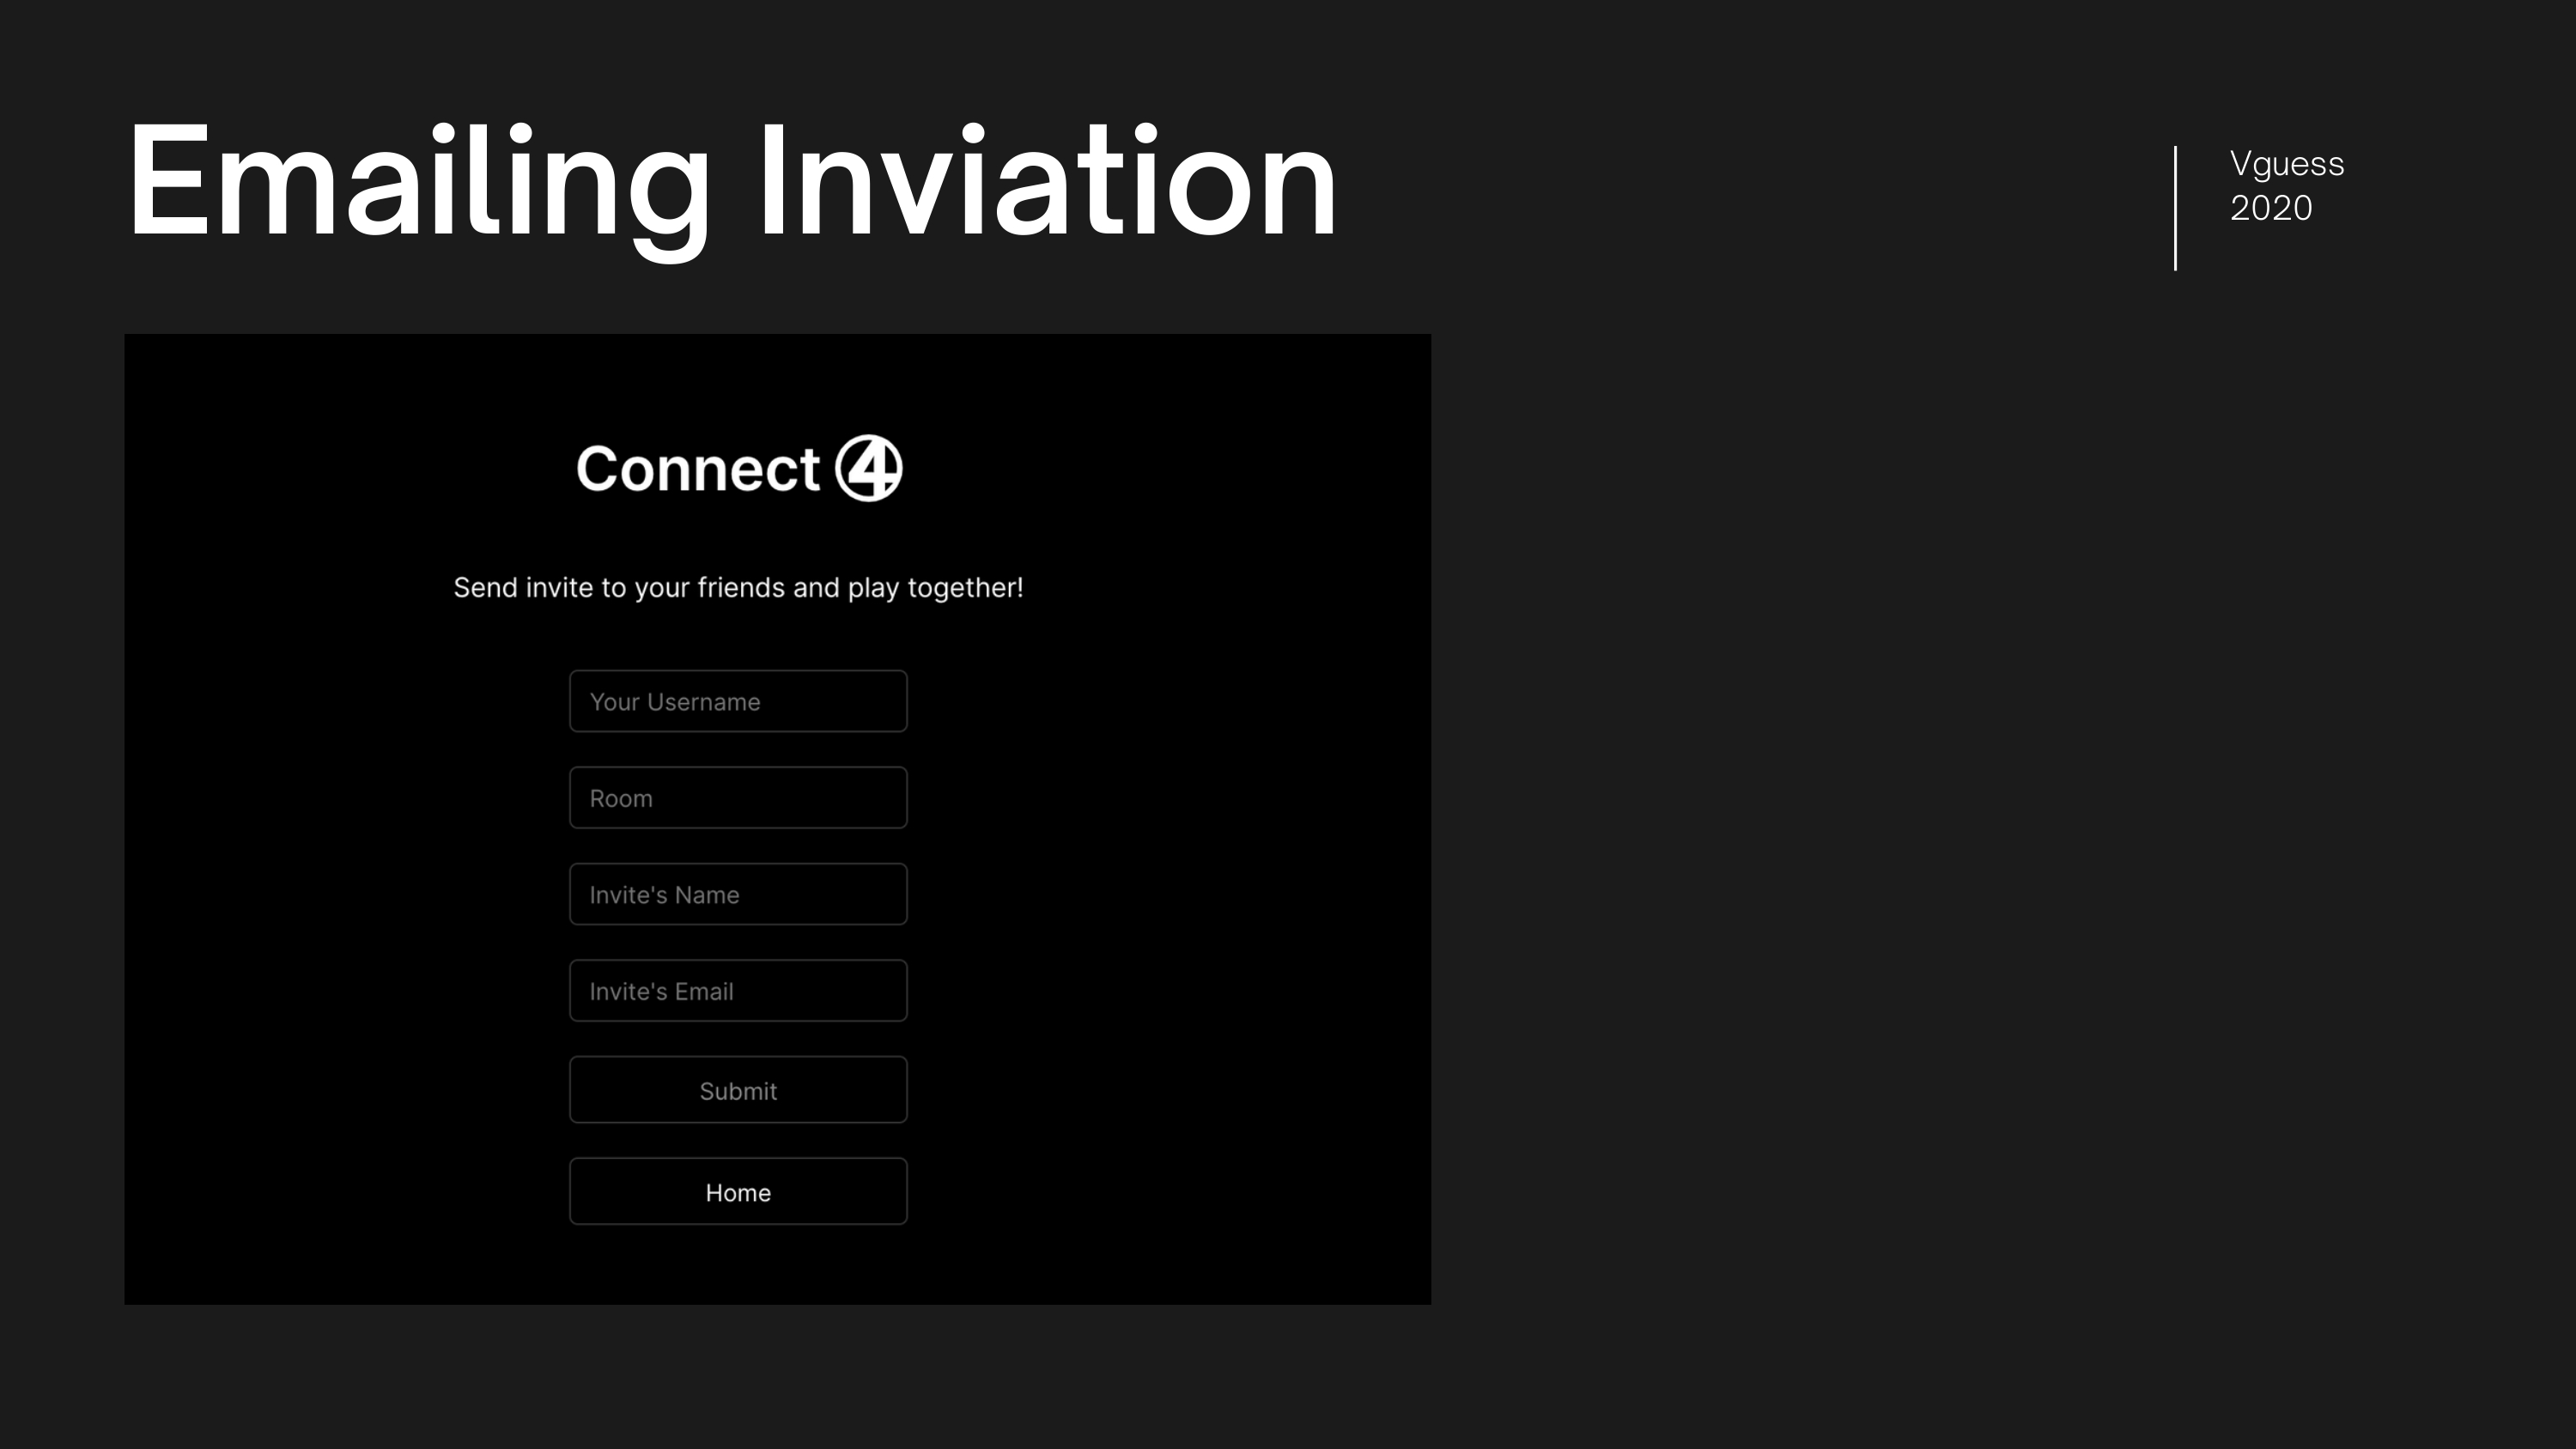 Emailing Inviation
Vguess
2020
Connect 4
Send invite to your friends and play together!
Your Username
Room
Invite's Name
Invite's Email
Submit
Home